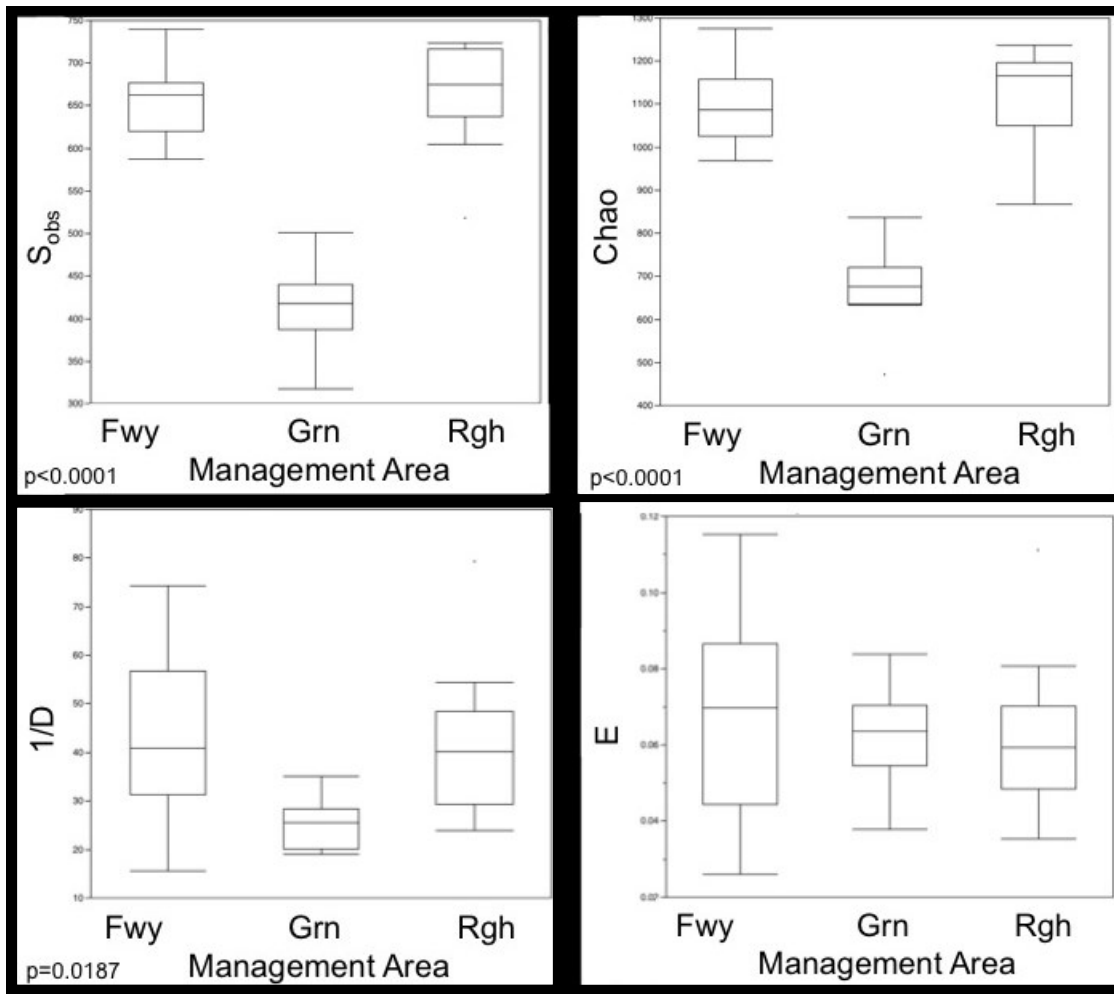 750
700
650
600
550
500
450
400
350
300
S_obs
Fwy Grn Rgh
Management Area
p<0.0001
1300
1200
1100
1000
900
800
700
600
500
400
Chao
Fwy Grn Rgh
Management Area
p<0.0001
90
80
70
60
50
40
30
20
10
1/D
Fwy Grn Rgh
Management Area
p=0.0187
0.12
0.10
0.08
0.06
0.04
0.02
E
Fwy Grn Rgh
Management Area